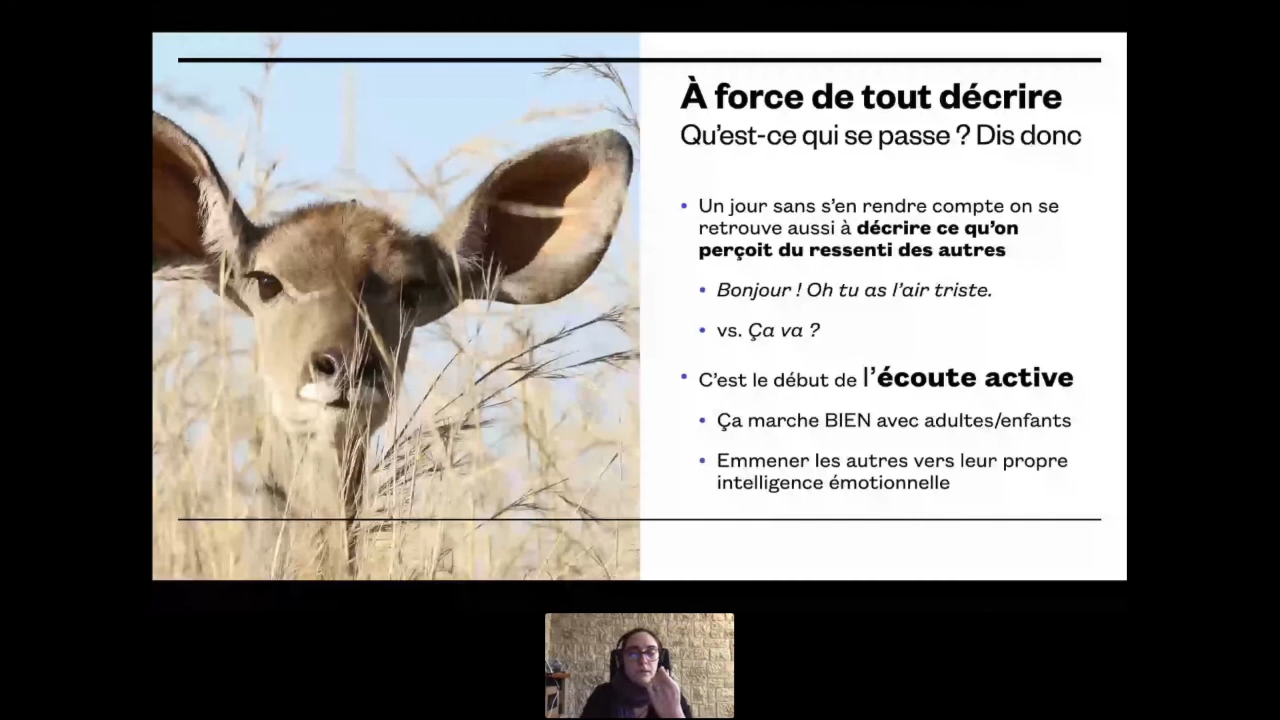 À force de tout décrire
Qu'est-ce qui se passe ? Dis donc
• Un jour sans s'en rendre compte on se
retrouve aussi à décrire ce qu'on
perçoit du ressenti des autres
• Bonjour ! Oh tu as l'air triste.
• vs. Ça va ?
• C'est le début de l'écoute active
• Ça marche BIEN avec adultes/enfants
• Emmener les autres vers leur propre
intelligence émotionnelle